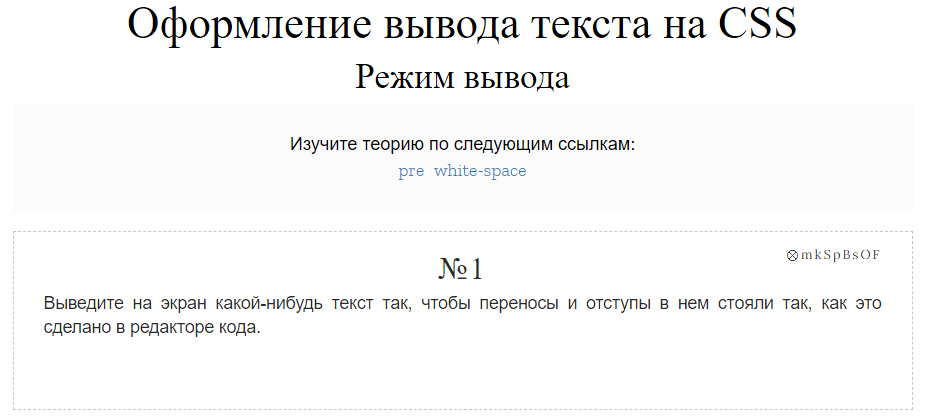 Оформление вывода текста на CSS
Режим вывода
Изучите теорию по следующим ссылкам:
pre white-space
⊗mkSpBsOF
№1
Выведите на экран какой-нибудь текст так, чтобы переносы и отступы в нем стояли так, как это
сделано в редакторе кода.